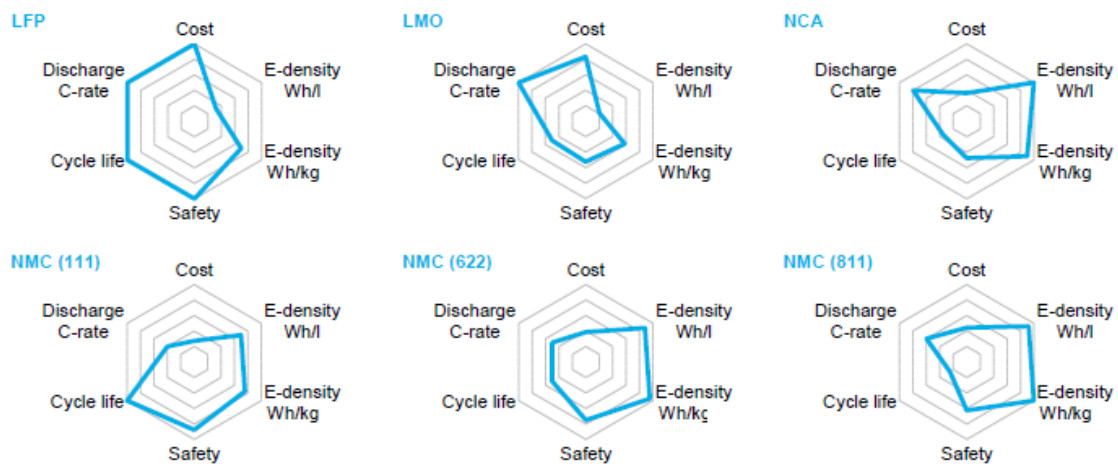 LFP
Cost
Discharge
C-rate
E-density
Wh/l
Cycle life
E-density
Wh/kg
Safety
LMO
Cost
Discharge
C-rate
E-density
Wh/l
Cycle life
E-density
Wh/kg
Safety
NCA
Cost
Discharge
C-rate
E-density
Wh/l
Cycle life
E-density
Wh/kg
Safety
NMC (111)
Cost
Discharge
C-rate
E-density
Wh/l
Cycle life
E-density
Wh/kg
Safety
NMC (622)
Cost
Discharge
C-rate
E-density
Wh/l
Cycle life
E-density
Wh/kg
Safety
NMC (811)
Cost
Discharge
C-rate
E-density
Wh/l
Cycle life
E-density
Wh/kg
Safety